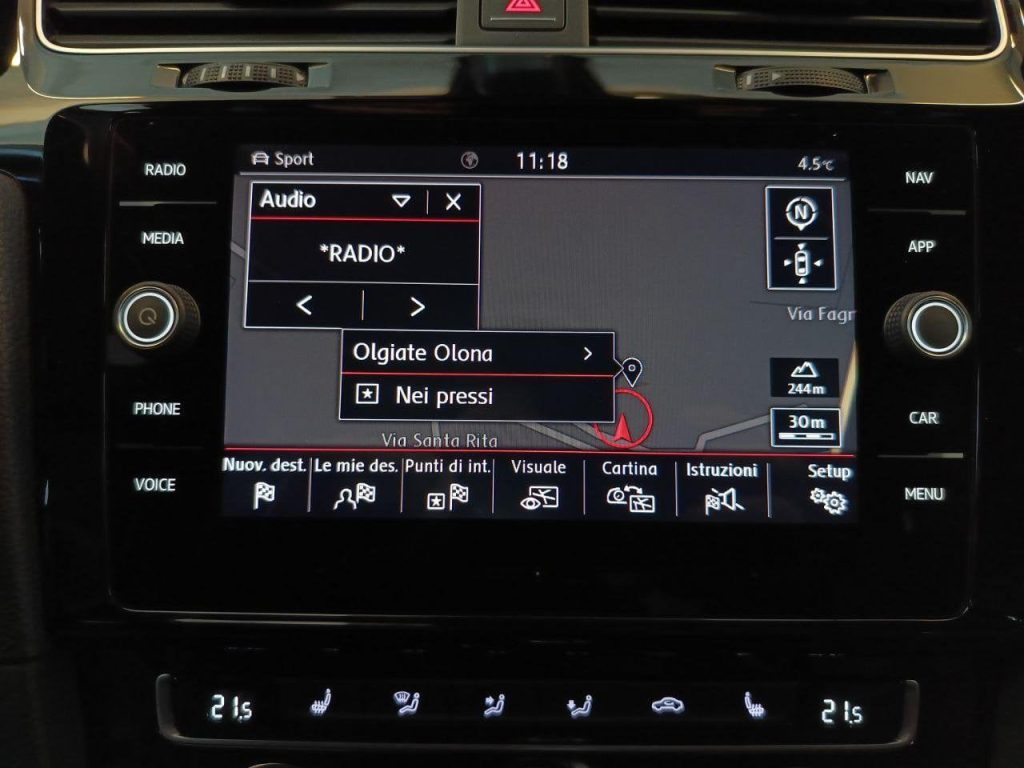 RADIO
MEDIA
PHONE
VOICE
Sport
11:18
4.5°C
Audio
*RADIO*
N
Via Fagr
Olgiate Olona
Nei pressi
244m
30m
Via Santa Rita
Nuov. dest.
Le mie des.
Punti di int.
Visuale
Cartina
Istruzioni
Setup
NAV
APP
CAR
MENU
21.5
21.5